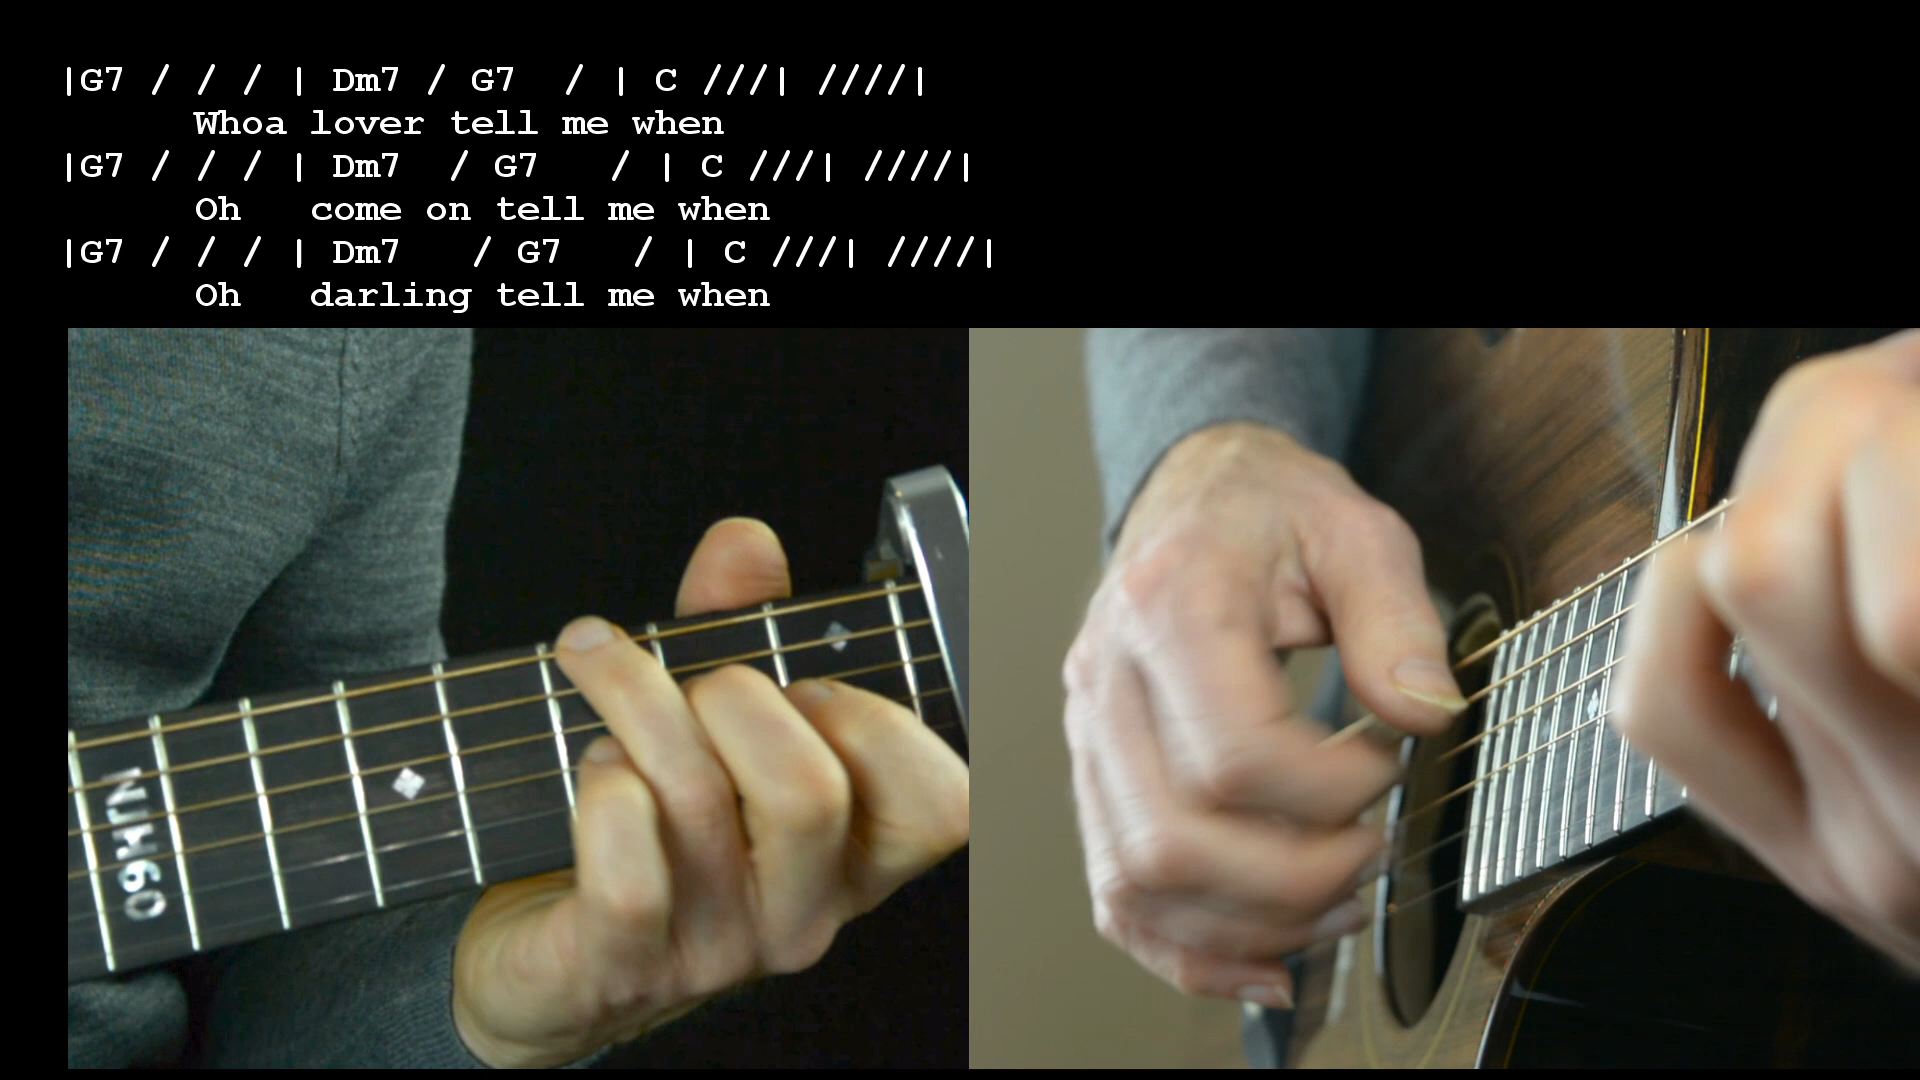 |G7 / / / | Dm7 / G7 / | C ///| ////|
Whoa lover tell me when
|G7 / / / | Dm7 / G7 / | C ///| ////|
Oh come on tell me when
|G7 / / / | Dm7 / G7 / | C ///| ////|
Oh darling tell me when